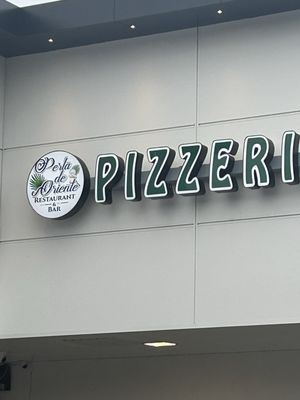 Perla
de
Oriente
RESTAURANT
&
BAR
PIZZERI